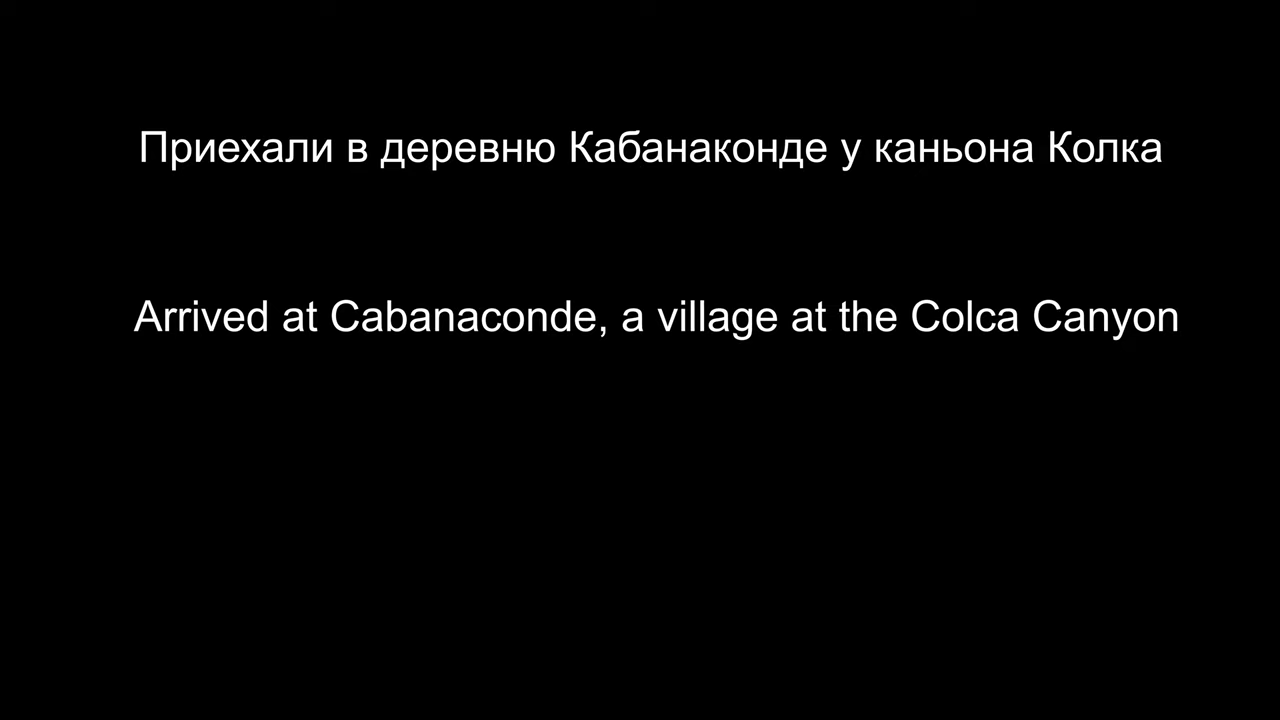 Приехали в деревню Кабанаконде у каньона Колка
Arrived at Cabanaconde, a village at the Colca Canyon